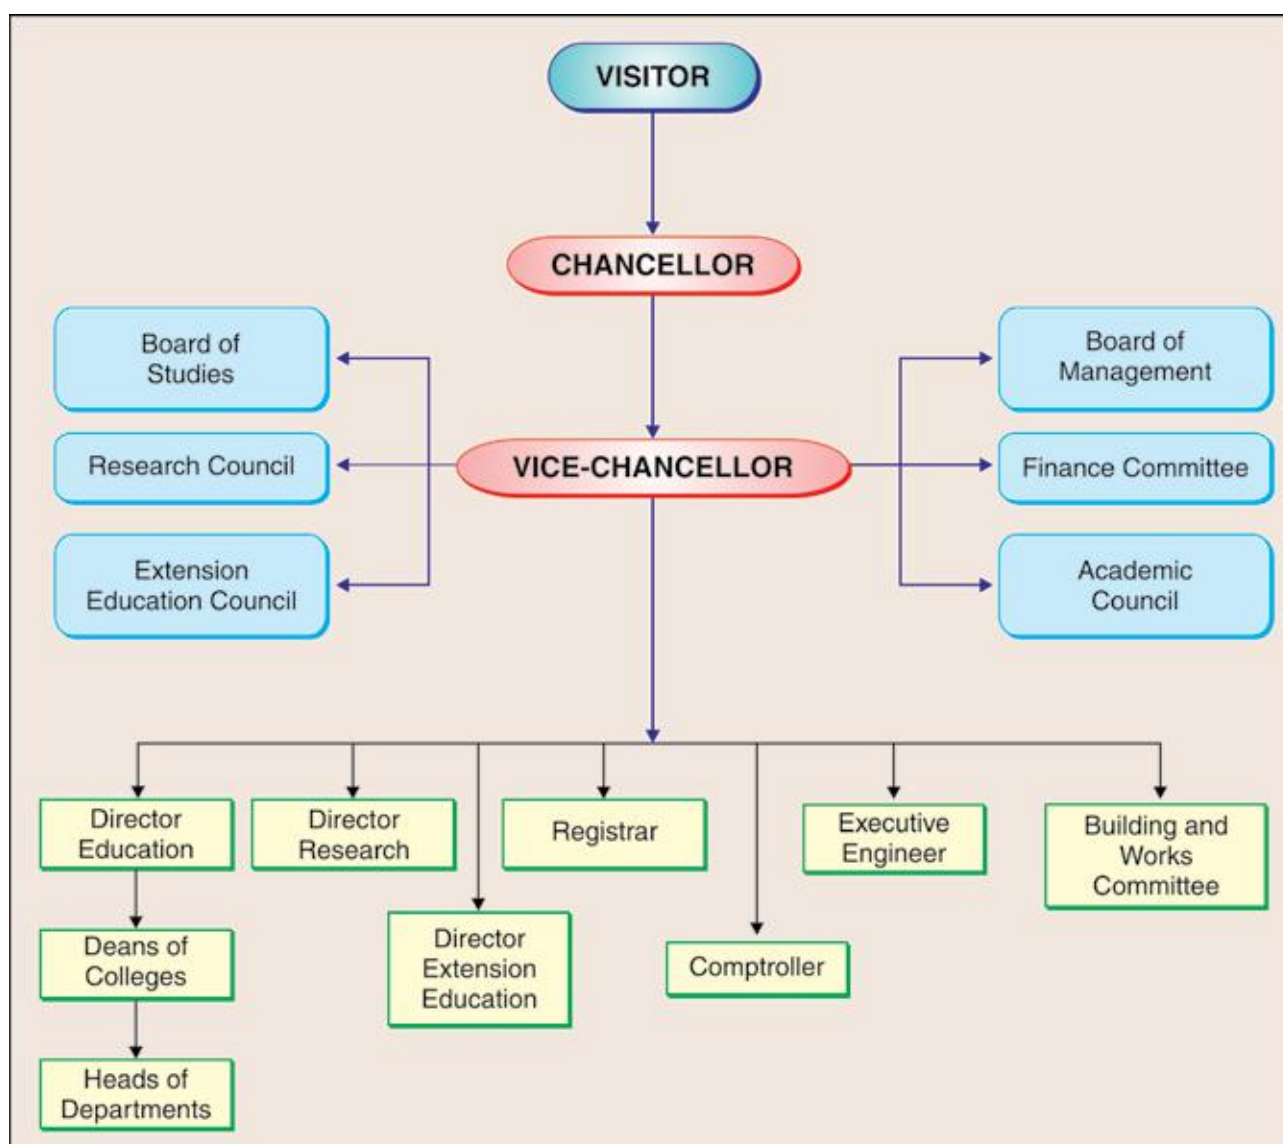 VISITOR
CHANCELLOR
Board of
Studies
Board of
Management
Research Council
VICE-CHANCELLOR
Finance Committee
Extension
Education Council
Academic
Council
Director
Education
Director
Research
Registrar
Executive
Engineer
Building and
Works
Committee
Deans of
Colleges
Director
Extension
Education
Comptroller
Heads of
Departments